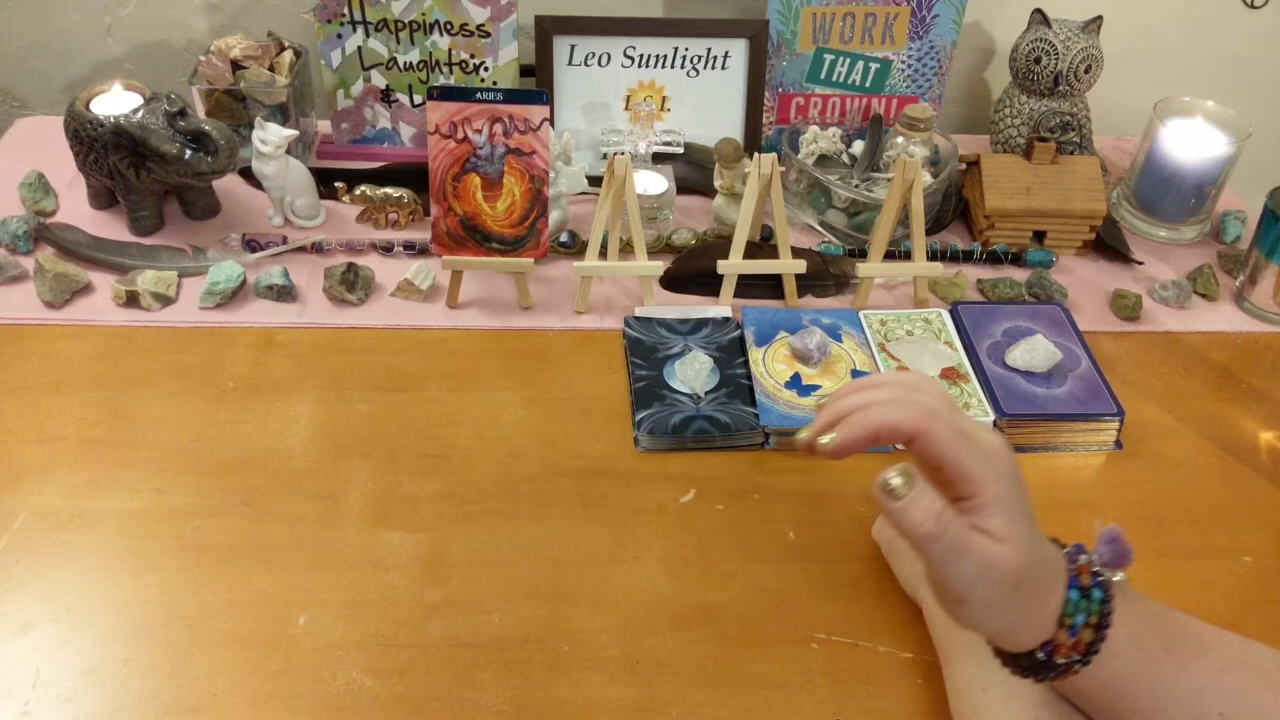 Happiness
Laughter
& L
ARIES
Leo Sunlight
L.S.I.
WORK
THAT
CROWN!